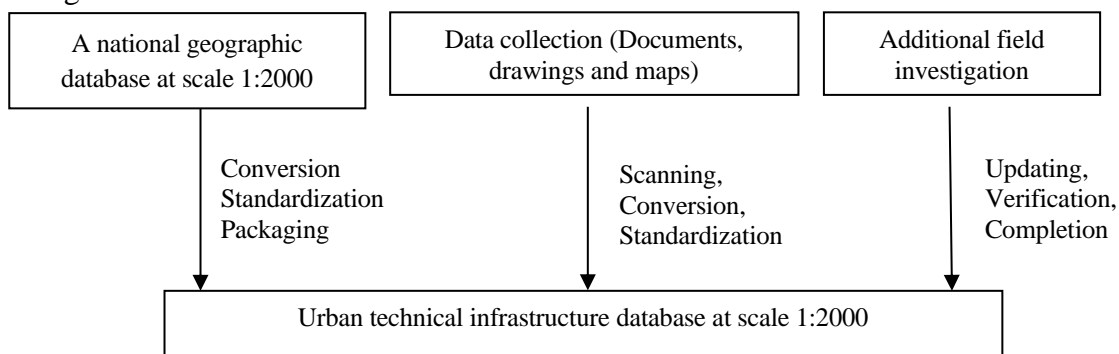 A national geographic
database at scale 1:2000
Data collection (Documents,
drawings and maps)
Additional field
investigation
Conversion
Standardization
Packaging
Scanning,
Conversion,
Standardization
Updating,
Verification,
Completion
Urban technical infrastructure database at scale 1:2000